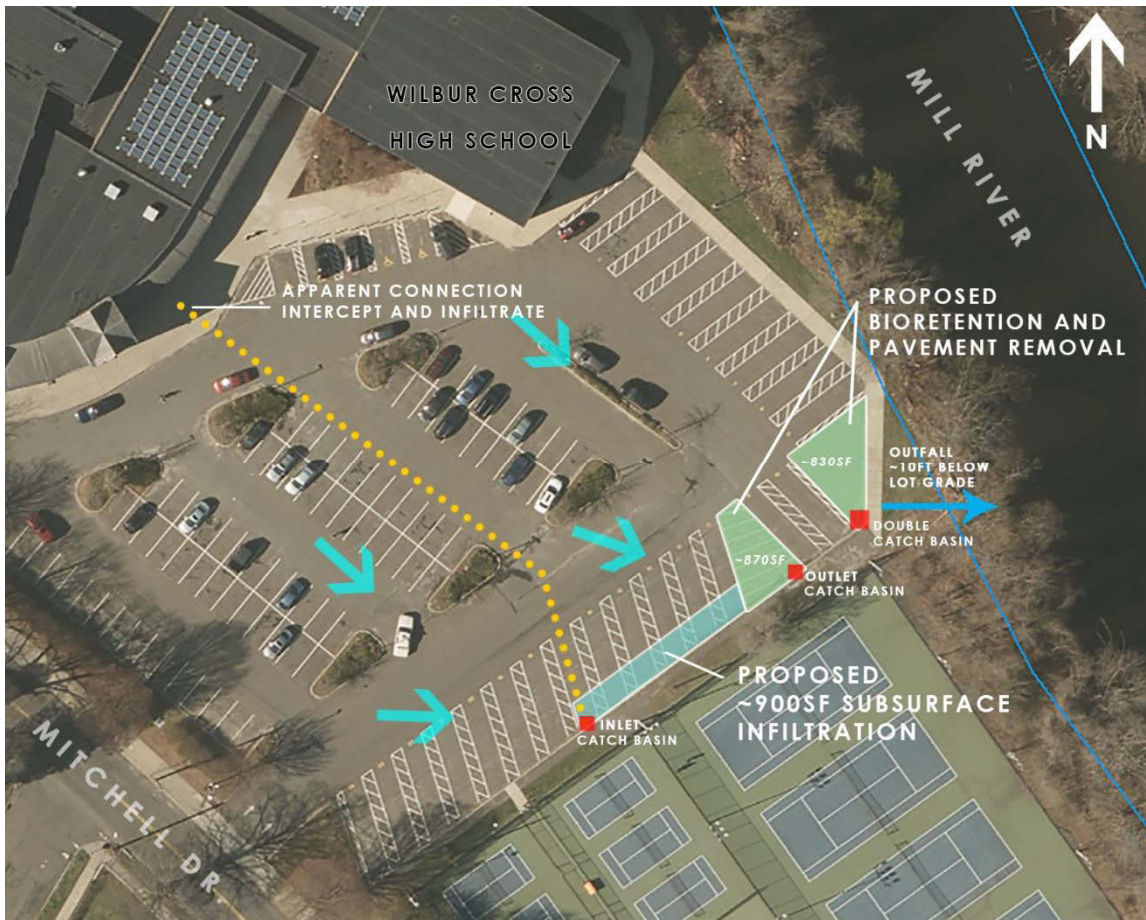 WILBUR CROSS
HIGH SCHOOL
MILL RIVER
N
APPARENT CONNECTION
INTERCEPT AND INFILTRATE
PROPOSED
BIORETENTION AND
PAVEMENT REMOVAL
~830SF
OUTFALL
~10FT BELOW
LOT GRADE
DOUBLE
CATCH BASIN
~870SF
OUTLET
CATCH BASIN
PROPOSED
~900SF SUBSURFACE
INFILTRATION
INLET
CATCH BASIN
MITCHELL DR.